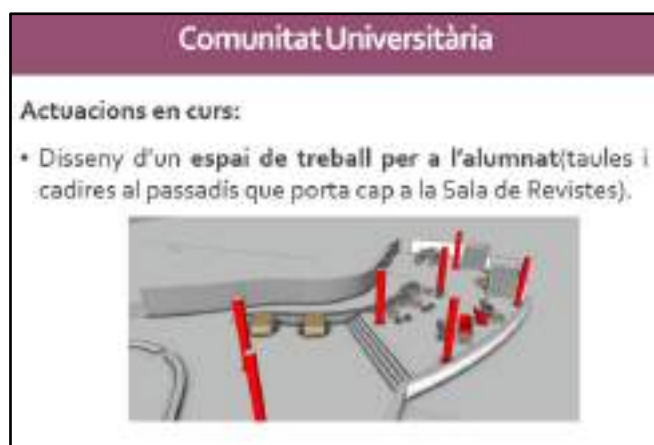 Comunitat Universitària
Actuacions en curs:
• Disseny d'un espai de treball per a l'alumnat(taules i
cadires al passadís que porta cap a la Sala de Revistes).